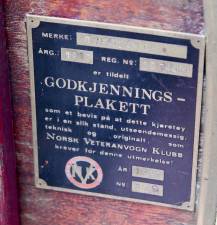 MERKE:
ÅRG.: REG. NR:
er tildelt
GODKJENNINGS-
PLAKETT
som et bevis på at dette kjøretøy
er i en slik stand, utseendemessig,
teknisk og originalt, som
NORSK VETERANVOGN KLUBB
krever for denne utmerkelse!
ÅR
NVK
NR.